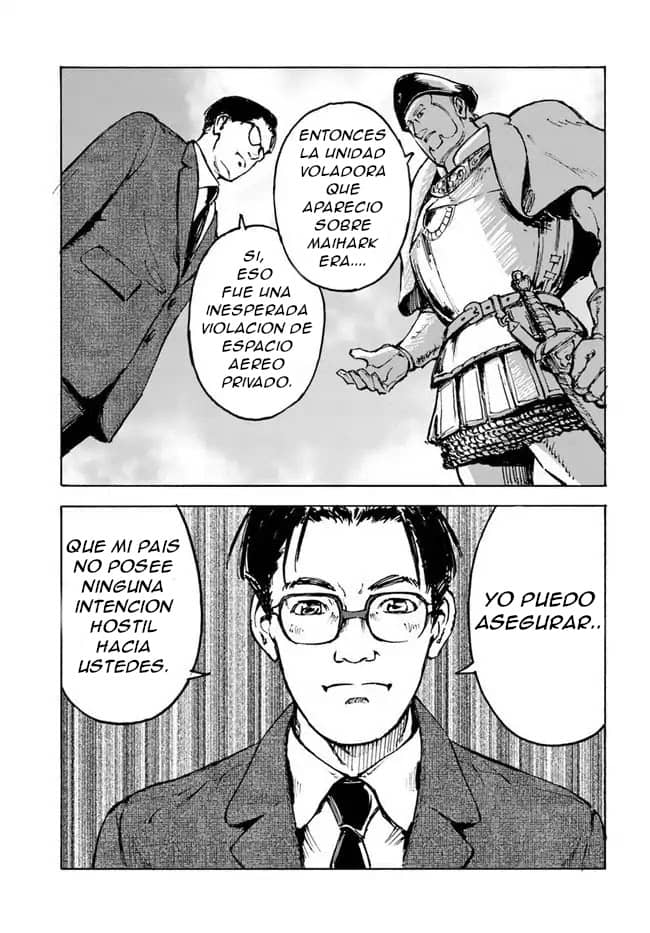 ENTONCES
LA UNIDAD
VOLADORA
QUE
APARECIO
SOBRE
MAIHARK
ERA....
SI,
ESO
FUE UNA
INESPERADA
VIOLACION DE
ESPACIO
AEREO
PRIVADO.
YO PUEDO
ASEGURAR..
QUE MI PAIS
NO POSEE
NINGUNA
INTENCION
HOSTIL
HACIA
USTEDES.